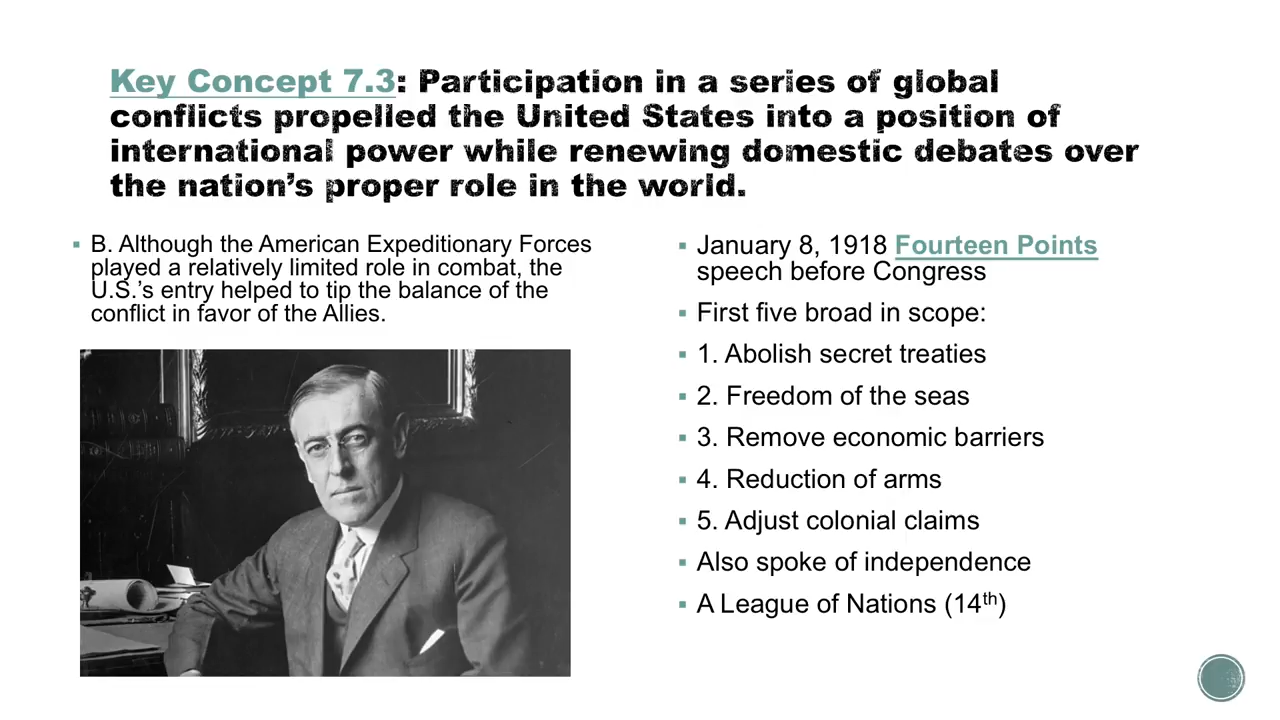 Key Concept 7.3: Participation in a series of global
conflicts propelled the United States into a position of
international power while renewing domestic debates over
the nation’s proper role in the world.
▪ B. Although the American Expeditionary Forces
played a relatively limited role in combat, the
U.S.’s entry helped to tip the balance of the
conflict in favor of the Allies.
▪ January 8, 1918 Fourteen Points
speech before Congress
▪ First five broad in scope:
▪ 1. Abolish secret treaties
▪ 2. Freedom of the seas
▪ 3. Remove economic barriers
▪ 4. Reduction of arms
▪ 5. Adjust colonial claims
▪ Also spoke of independence
▪ A League of Nations (14th)